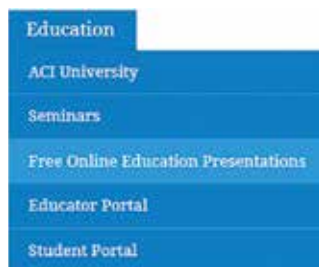 Education
ACI University
Seminars
Free Online Education Presentations
Educator Portal
Student Portal